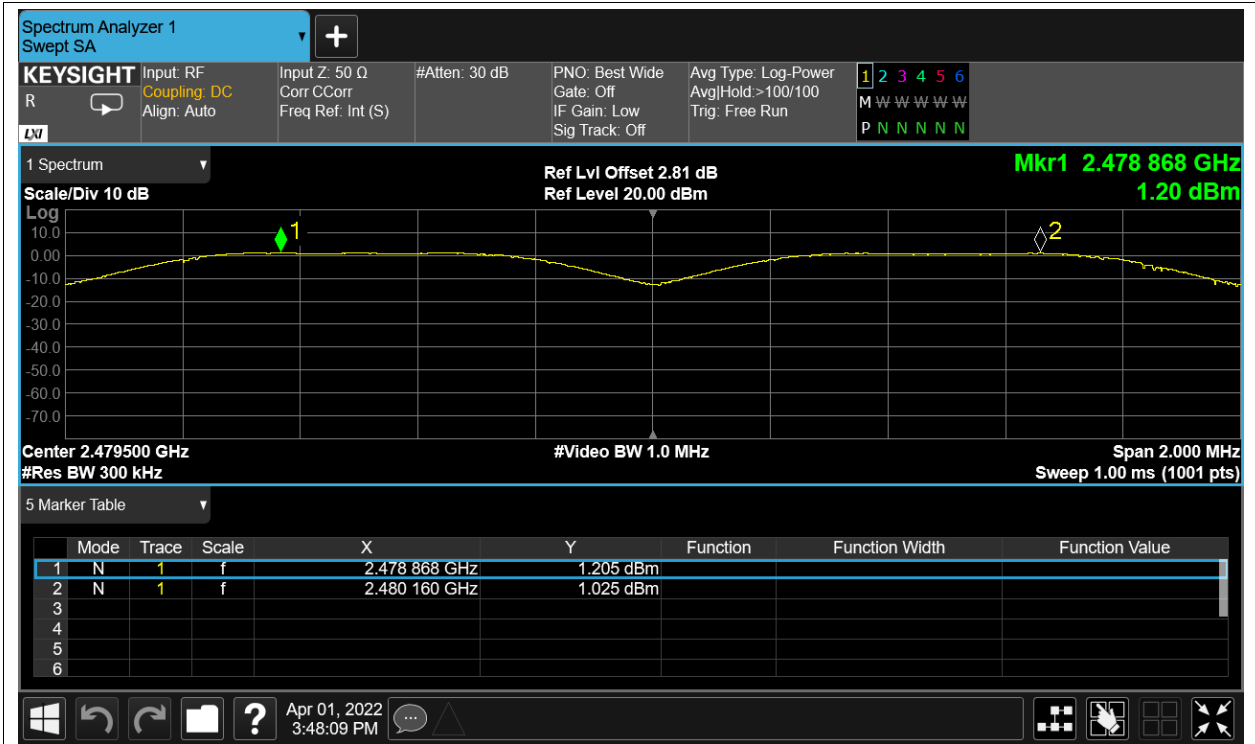 Spectrum Analyzer 1
Swept SA
KEYSIGHT
R
LXI
Input: RF
Coupling: DC
Align: Auto
Input Z: 50 Ω
Corr CCorr
Freq Ref: Int (S)
#Atten: 30 dB
PNO: Best Wide
Gate: Off
IF Gain: Low
Sig Track: Off
Avg Type: Log-Power
Avg|Hold:>100/100
Trig: Free Run
1 2 3 4 5 6
M W W W W W
P N N N N N
1 Spectrum
Scale/Div 10 dB
Ref Lvl Offset 2.81 dB
Ref Level 20.00 dBm
Mkr1 2.478 868 GHz
1.20 dBm
Log
10.0
0.00
-10.0
-20.0
-30.0
-40.0
-50.0
-60.0
-70.0
1
2
Center 2.479500 GHz
#Res BW 300 kHz
#Video BW 1.0 MHz
Span 2.000 MHz
Sweep 1.00 ms (1001 pts)
5 Marker Table
Mode Trace Scale X Y Function Function Width Function Value
1 N 1 f 2.478 868 GHz 1.205 dBm
2 N 1 f 2.480 160 GHz 1.025 dBm
3
4
5
6
?
Apr 01, 2022
3:48:09 PM